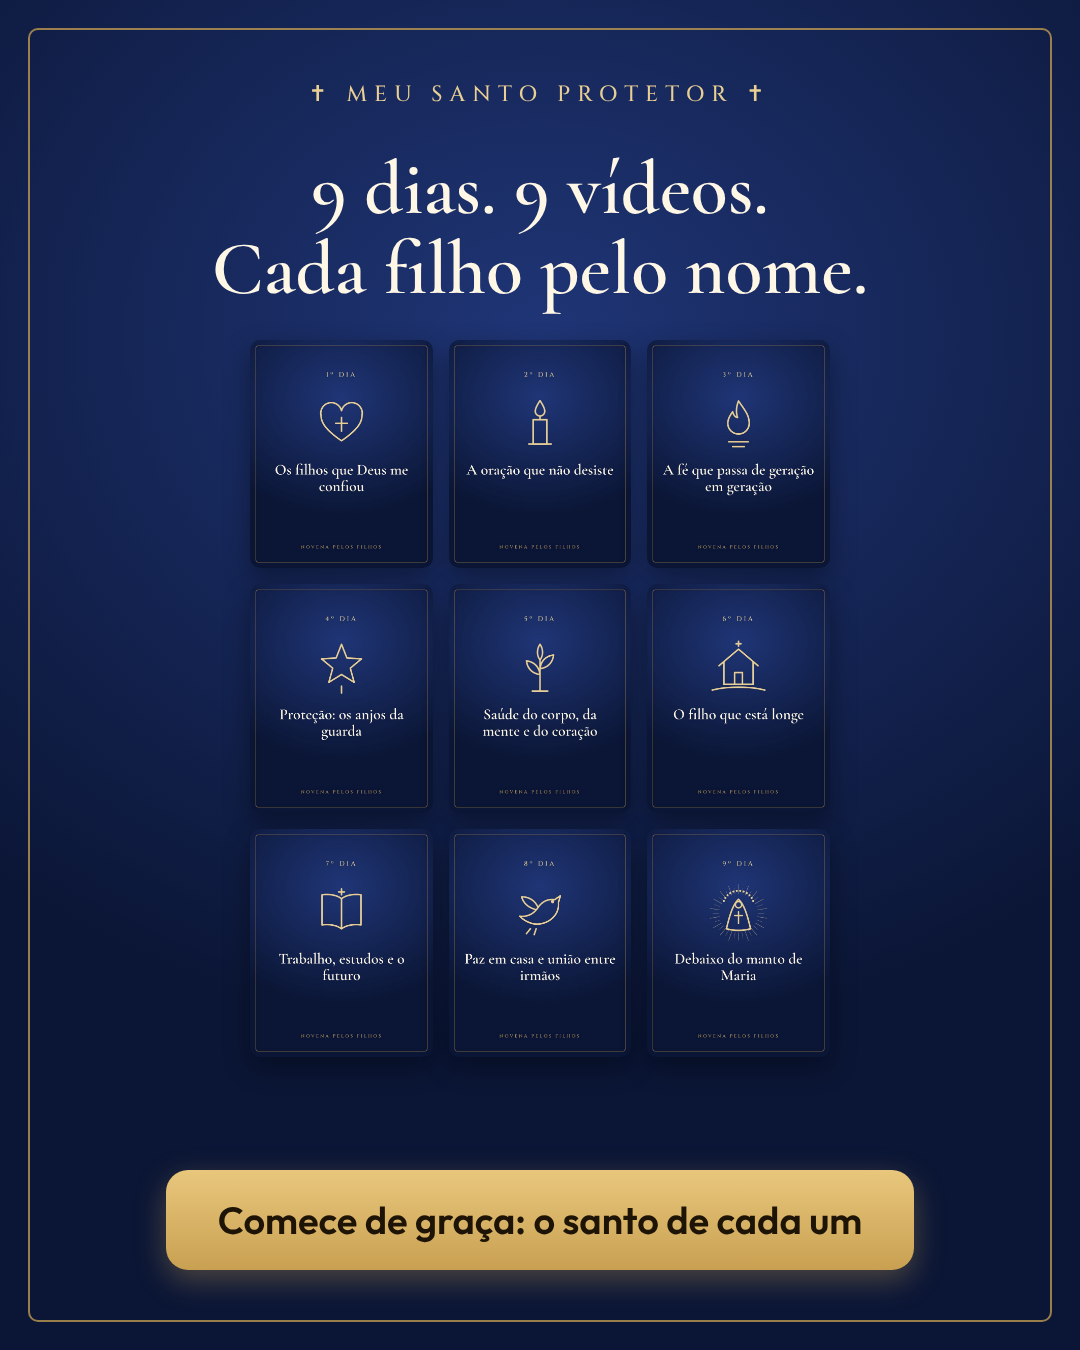 ✝ MEU SANTO PROTETOR ✝
9 dias. 9 vídeos.
Cada filho pelo nome.
1º DIA
Os filhos que Deus me
confiou
NOVENA PELOS FILHOS
2º DIA
A oração que não desiste
NOVENA PELOS FILHOS
3º DIA
A fé que passa de geração
em geração
NOVENA PELOS FILHOS
4º DIA
Proteção: os anjos da
guarda
NOVENA PELOS FILHOS
5º DIA
Saúde do corpo, da
mente e do coração
NOVENA PELOS FILHOS
6º DIA
O filho que está longe
NOVENA PELOS FILHOS
7º DIA
Trabalho, estudos e o
futuro
NOVENA PELOS FILHOS
8º DIA
Paz em casa e união entre
irmãos
NOVENA PELOS FILHOS
9º DIA
Debaixo do manto de
Maria
NOVENA PELOS FILHOS
Comece de graça: o santo de cada um